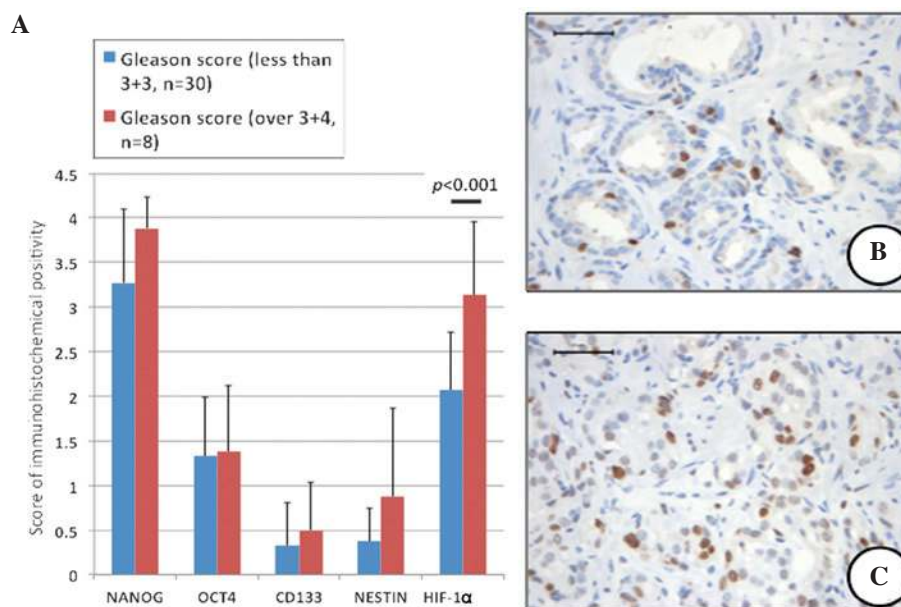 A
Gleason score (less than
3+3, n=30)
Gleason score (over 3+4,
n=8)
Score of immunohistochemical positivity
4.5
4
3.5
3
2.5
2
1.5
1
0.5
0
p<0.001
NANOG OCT4 CD133 NESTIN HIF-1α
B
C